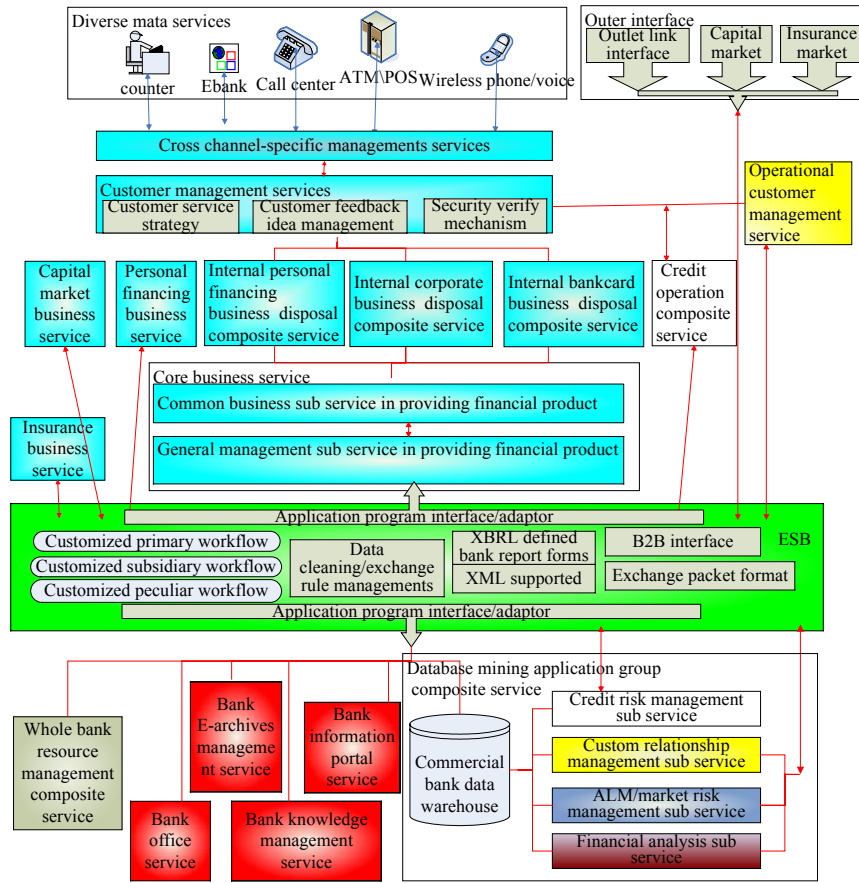 Diverse mata services
counter
Ebank
Call center
ATM\POS
Wireless phone/voice
Outer interface
Outlet link
interface
Capital
market
Insurance
market
Cross channel-specific managements services
Customer management services
Customer service
strategy
Customer feedback
idea management
Security verify
mechanism
Operational
customer
management
service
Capital
market
business
service
Personal
financing
business
service
Internal personal
financing
business disposal
composite service
Internal corporate
business disposal
composite service
Internal bankcard
business disposal
composite service
Credit
operation
composite
service
Core business service
Common business sub service in providing financial product
General management sub service in providing financial product
Insurance
business
service
Application program interface/adaptor
ESB
Customized primary workflow
Customized subsidiary workflow
Customized peculiar workflow
Data
cleaning/exchange
rule managements
XBRL defined
bank report forms
XML supported
B2B interface
Exchange packet format
Application program interface/adaptor
Whole bank
resource
management
composite
service
Bank
office
service
Bank
E-archives
manageme
nt service
Bank knowledge
management
service
Bank
information
portal
service
Database mining application group
composite service
Commercial
bank data
warehouse
Credit risk management
sub service
Custom relationship
management sub service
ALM/market risk
management sub service
Financial analysis sub
service